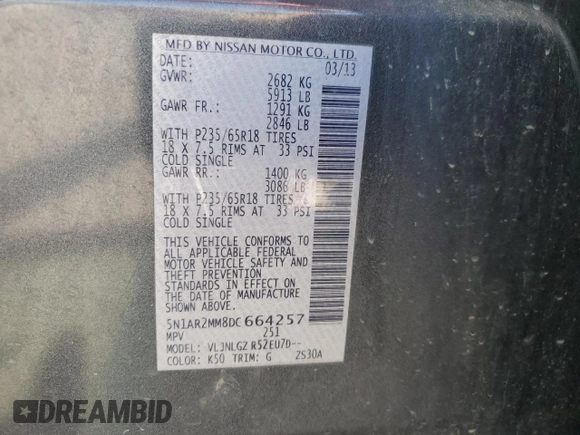 MFD BY NISSAN MOTOR CO., LTD.
DATE: 03/13
GVWR: 2682 KG
5913 LB
GAWR FR.: 1291 KG
2846 LB
WITH P235/65R18 TIRES
18 X 7.5 RIMS AT 33 PSI
COLD SINGLE
GAWR RR.: 1400 KG
3086 LB
WITH P235/65R18 TIRES
18 X 7.5 RIMS AT 33 PSI
COLD SINGLE
THIS VEHICLE CONFORMS TO
ALL APPLICABLE FEDERAL
MOTOR VEHICLE SAFETY AND
THEFT PREVENTION
STANDARDS IN EFFECT ON
THE DATE OF MANUFACTURE
SHOWN ABOVE.
5N1AR2MM8DC664257
MPV 251
MODEL: VLJNLGZ R52EU7D--
COLOR: K50 TRIM: G ZS30A
DREAMBID